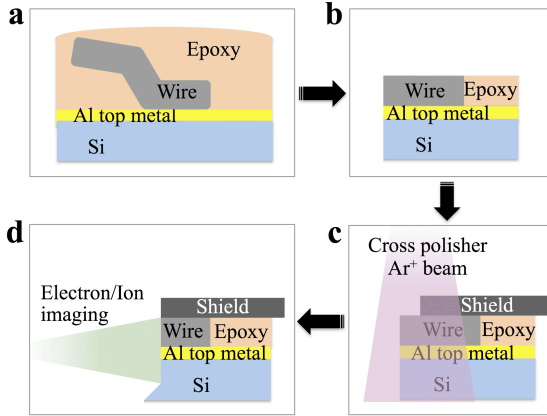 a
Epoxy
Wire
Al top metal
Si
b
Wire
Epoxy
Al top metal
Si
c
Cross polisher
Ar⁺ beam
Shield
Wire
Epoxy
Al top metal
Si
d
Electron/Ion
imaging
Shield
Wire
Epoxy
Al top metal
Si